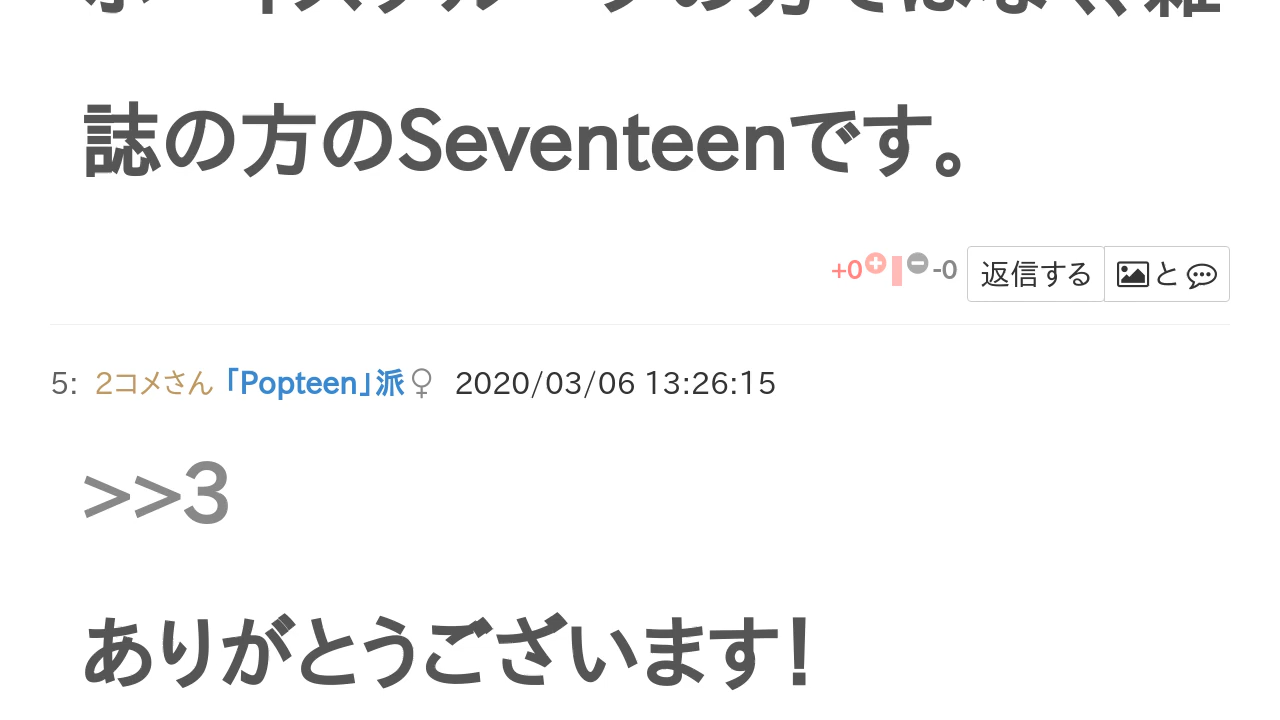 誌の方のSeventeenです。
+0 -0 返信する と
5: 2コメさん「Popteen」派♀ 2020/03/06 13:26:15
>>3
ありがとうございます!